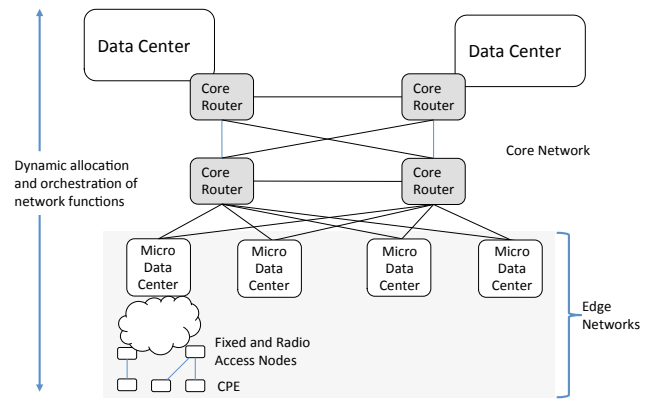 Data Center
Data Center
Core
Router
Core
Router
Core Network
Dynamic allocation
and orchestration of
network functions
Core
Router
Core
Router
Micro
Data
Center
Micro
Data
Center
Micro
Data
Center
Micro
Data
Center
Edge
Networks
Fixed and Radio
Access Nodes
CPE